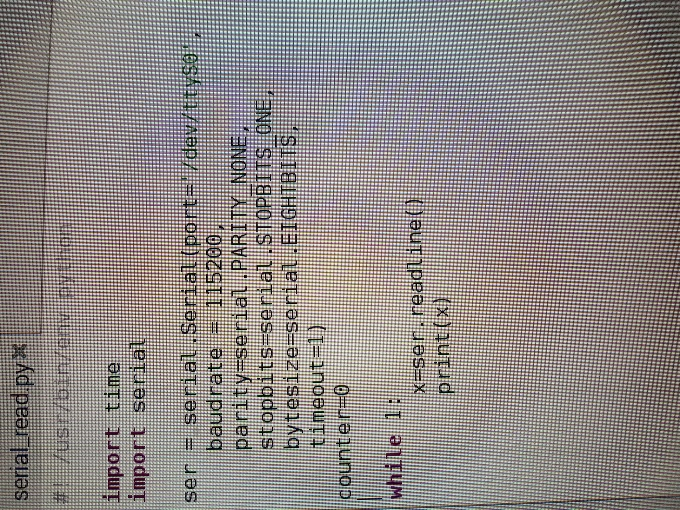 serial_read.py ✖
# /usr/bin/env python
import time
import serial
ser = serial.Serial(port='/dev/ttyS0',
baudrate = 115200,
parity=serial.PARITY_NONE,
stopbits=serial.STOPBITS_ONE,
bytesize=serial.EIGHTBITS,
timeout=1)
counter=0
while 1:
x=ser.readline()
print(x)